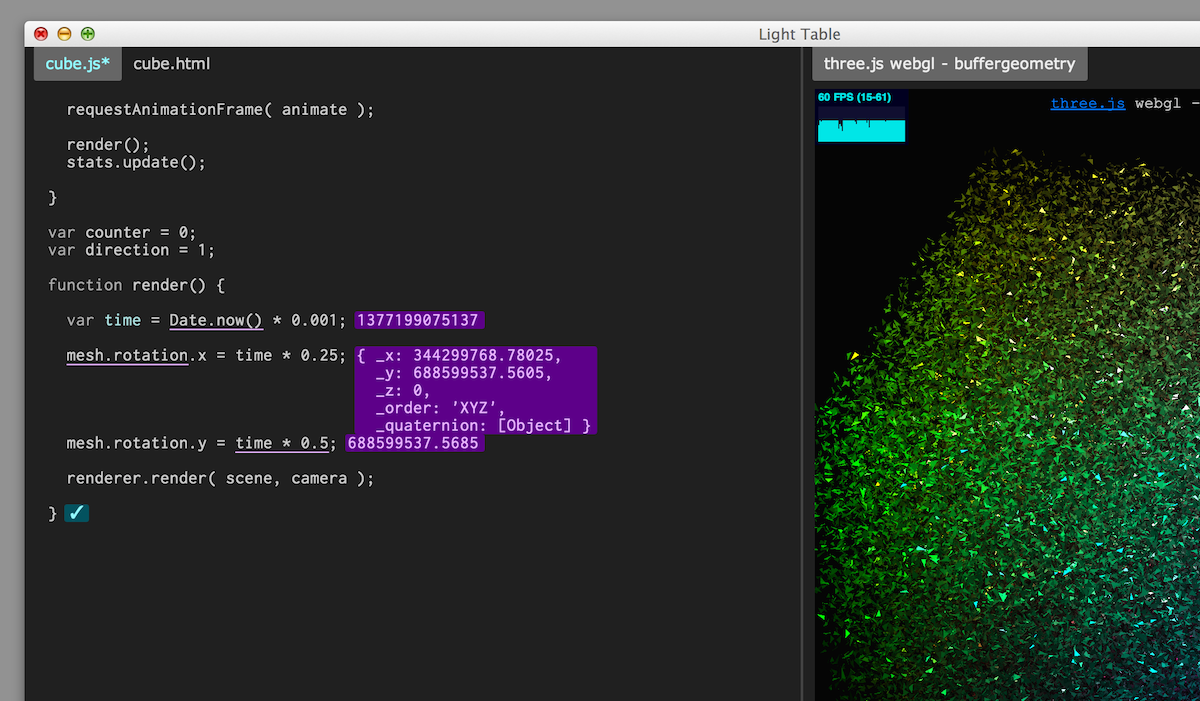 Light Table
cube.js* cube.html
requestAnimationFrame( animate );
render();
stats.update();
}
var counter = 0;
var direction = 1;
function render() {
var time = Date.now() * 0.001; 1377199075137
mesh.rotation.x = time * 0.25; { _x: 344299768.78025,
_y: 688599537.5605,
_z: 0,
_order: 'XYZ',
_quaternion: [Object] }
mesh.rotation.y = time * 0.5; 688599537.5685
renderer.render( scene, camera );
} ✓
three.js webgl - buffergeometry
60 FPS (15-61)
three.js webgl -